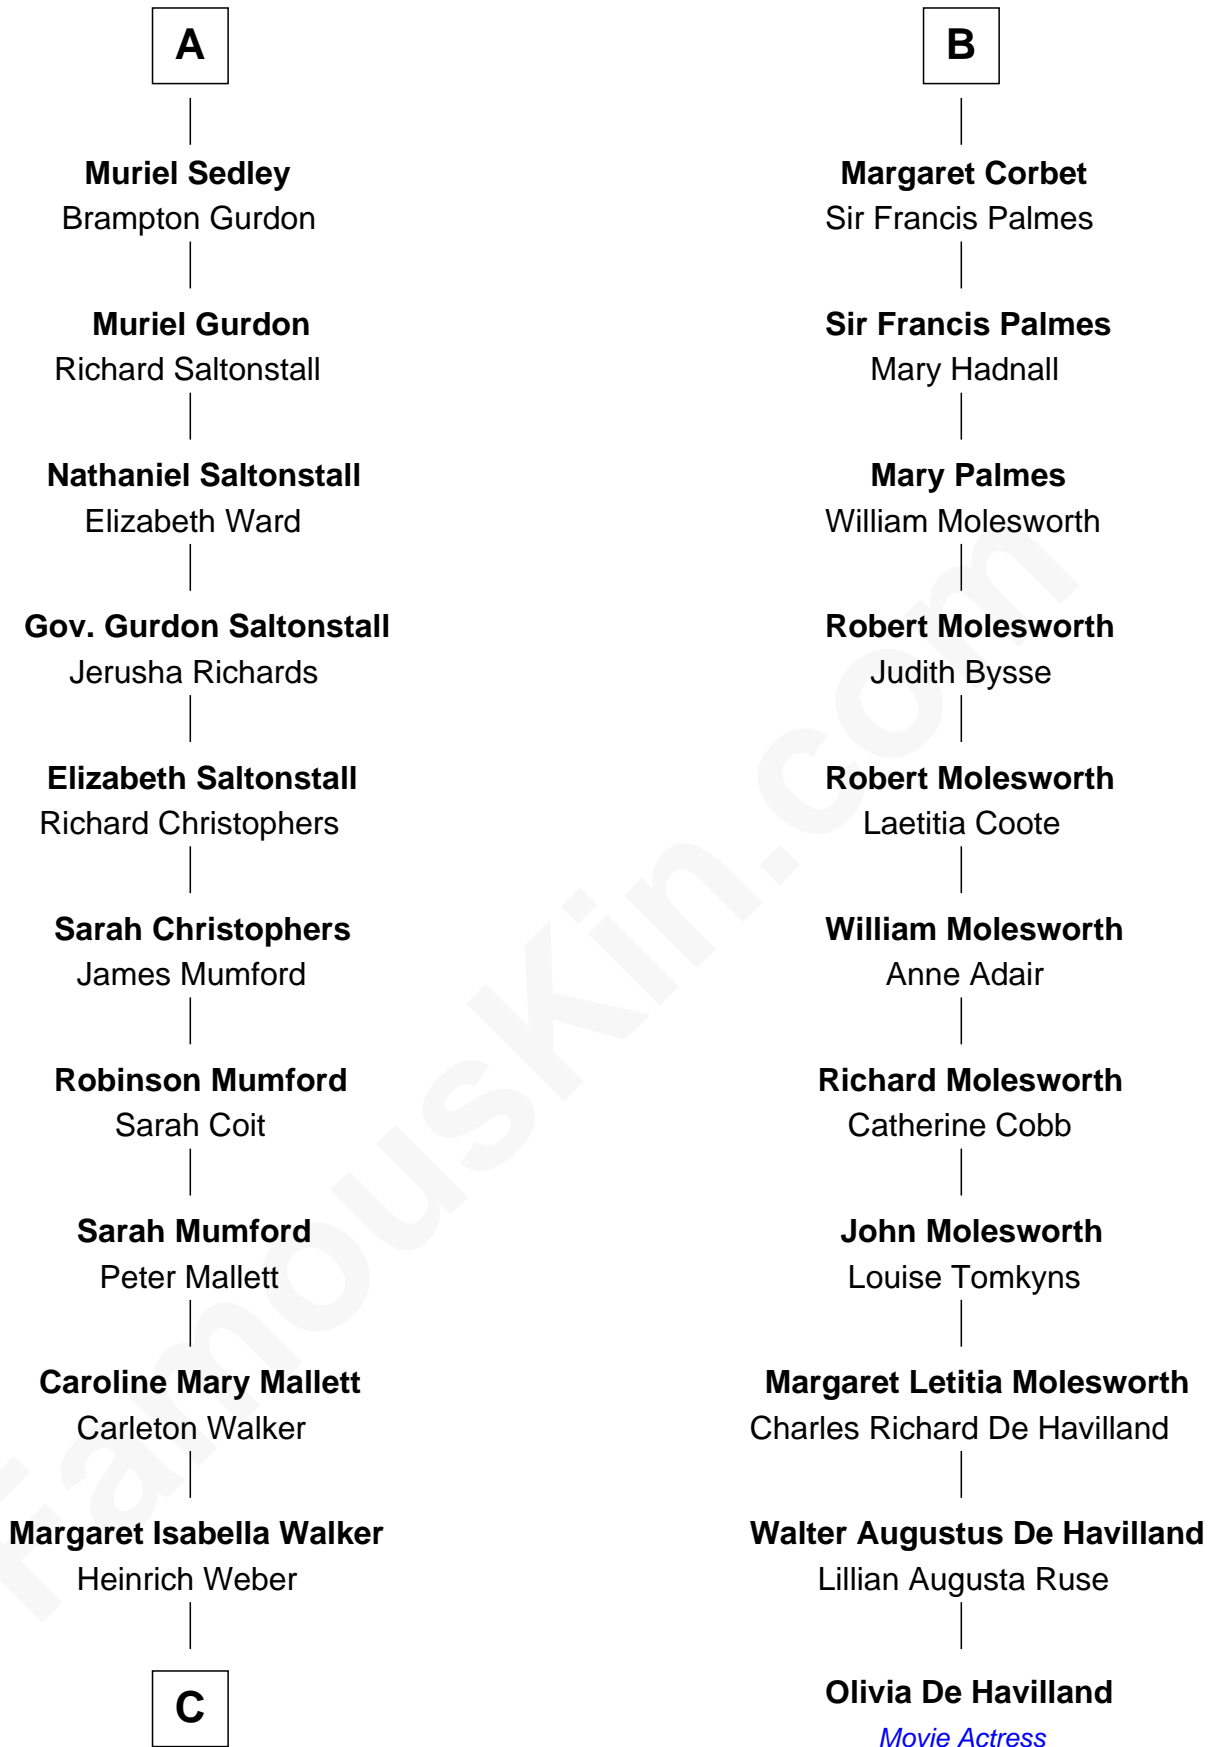 A
Muriel Sedley
Brampton Gurdon
Muriel Gurdon
Richard Saltonstall
Nathaniel Saltonstall
Elizabeth Ward
Gov. Gurdon Saltonstall
Jerusha Richards
Elizabeth Saltonstall
Richard Christophers
Sarah Christophers
James Mumford
Robinson Mumford
Sarah Coit
Sarah Mumford
Peter Mallett
Caroline Mary Mallett
Carleton Walker
Margaret Isabella Walker
Heinrich Weber
C
B
Margaret Corbet
Sir Francis Palmes
Sir Francis Palmes
Mary Hadnall
Mary Palmes
William Molesworth
Robert Molesworth
Judith Bysse
Robert Molesworth
Laetitia Coote
William Molesworth
Anne Adair
Richard Molesworth
Catherine Cobb
John Molesworth
Louise Tomkyns
Margaret Letitia Molesworth
Charles Richard De Havilland
Walter Augustus De Havilland
Lillian Augusta Ruse
Olivia De Havilland
Movie Actress
FamousKin.com